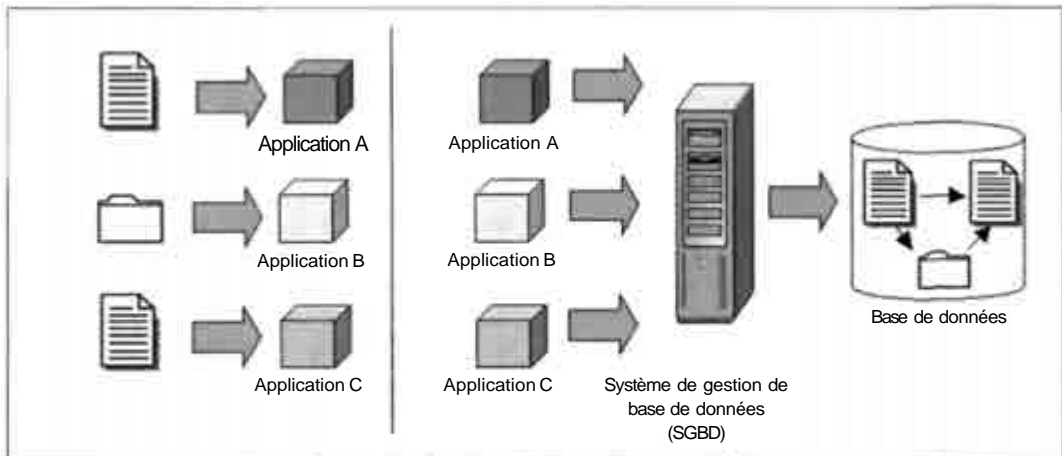 Application A
Application B
Application C
Application A
Application B
Application C
Système de gestion de
base de données
(SGBD)
Base de données